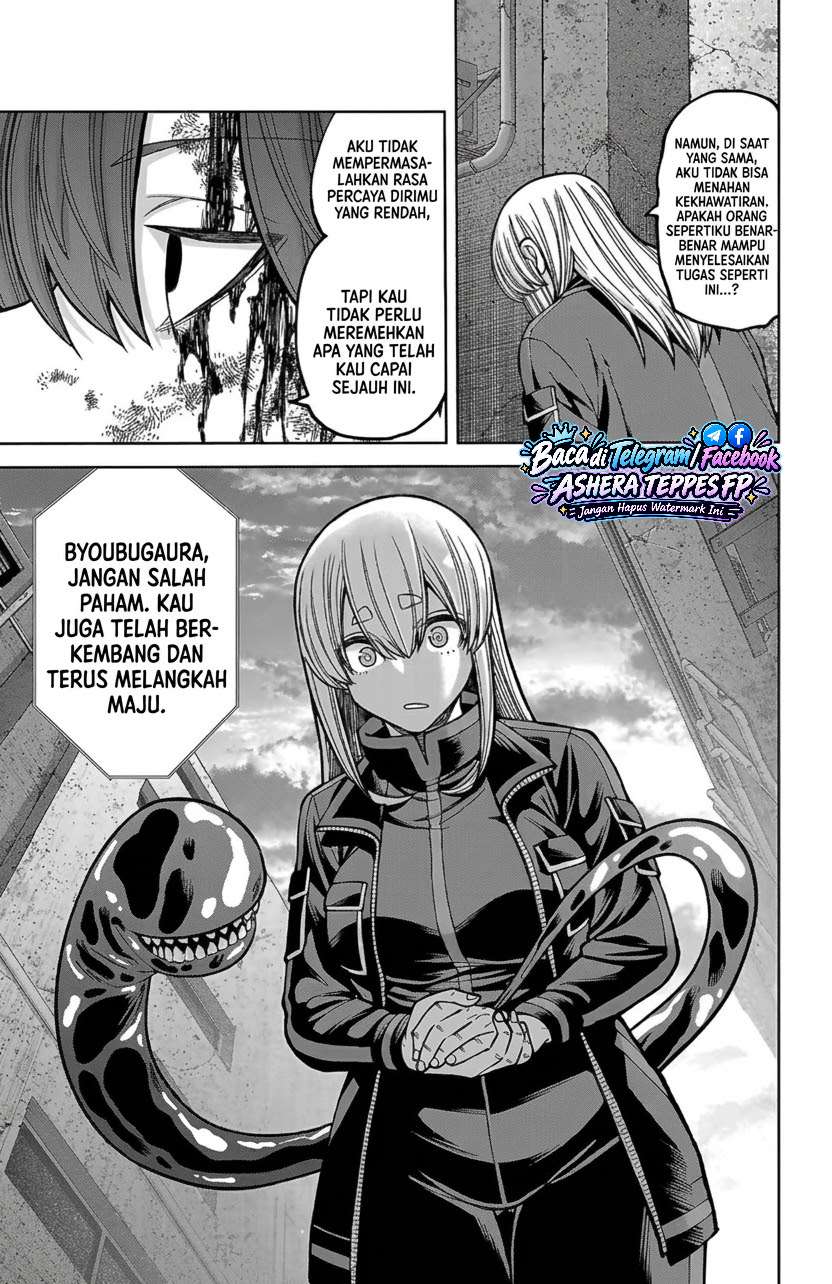 NAMUN, DI SAAT
YANG SAMA,
AKU TIDAK BISA
MENAHAN
KEKHAWATIRAN.
APAKAH ORANG
SEPERTIKU BENAR-
BENAR MAMPU
MENYELESAIKAN
TUGAS SEPERTI
INI...?
AKU TIDAK
MEMPERMASA-
LAHKAN RASA
PERCAYA DIRIMU
YANG RENDAH,
TAPI KAU
TIDAK PERLU
MEREMEHKAN
APA YANG TELAH
KAU CAPAI
SEJAUH INI.
Baca di Telegram/Facebook
ASHERA TEPPES FP
Jangan Hapus Watermark Ini
BYOUBUGAURA,
JANGAN SALAH
PAHAM. KAU
JUGA TELAH BER-
KEMBANG DAN
TERUS MELANGKAH
MAJU.